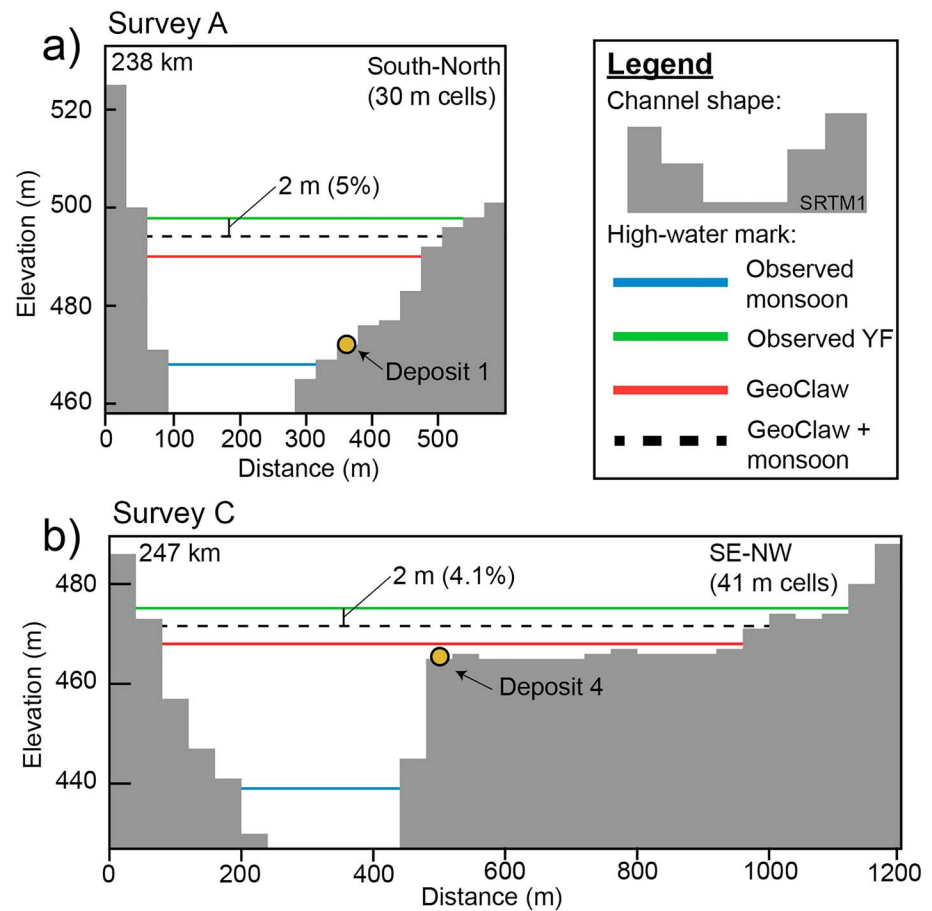 Survey A
a)
238 km
South-North
(30 m cells)
2 m (5%)
Deposit 1
Elevation (m)
520
500
480
460
0 100 200 300 400 500
Distance (m)
Legend
Channel shape:
SRTM1
High-water mark:
Observed
monsoon
Observed YF
GeoClaw
GeoClaw +
monsoon
Survey C
b)
247 km
SE-NW
(41 m cells)
2 m (4.1%)
Deposit 4
Elevation (m)
480
460
440
0 200 400 600 800 1000 1200
Distance (m)